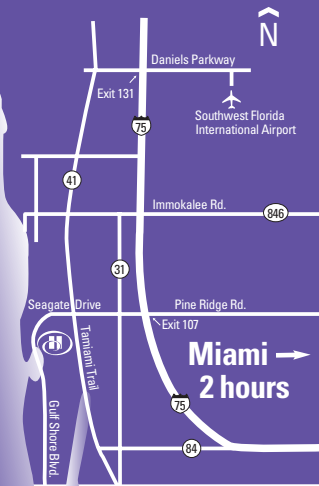 N
Daniels Parkway
Exit 131
Southwest Florida
International Airport
75
41
Immokalee Rd.
846
31
Seagate Drive
Pine Ridge Rd.
Exit 107
H
Tamiami Trail
Miami
2 hours
75
Gulf Shore Blvd.
84